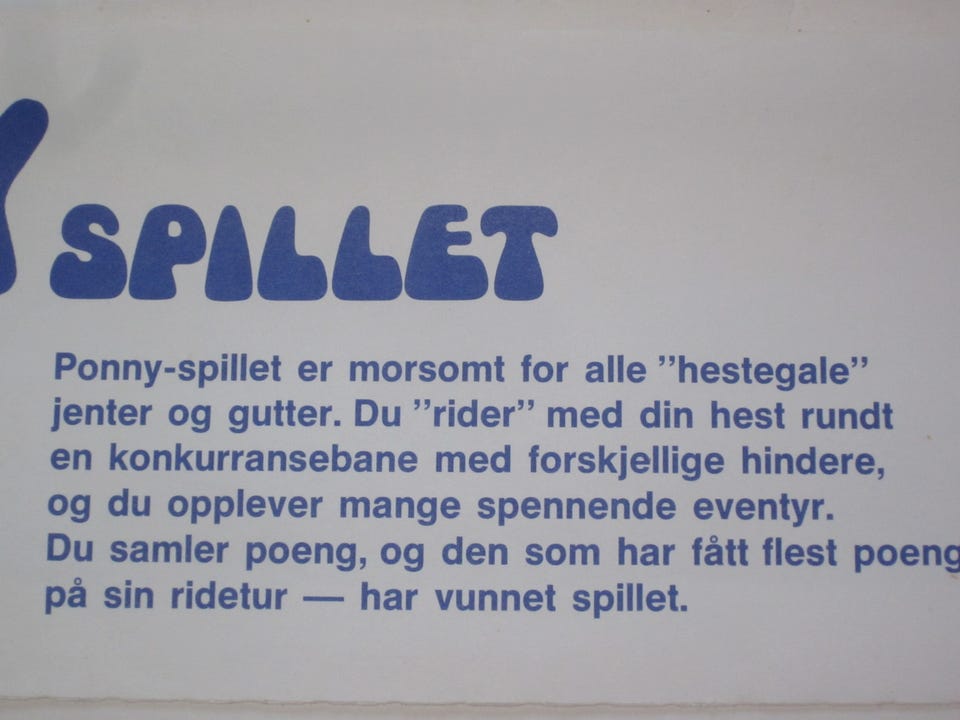 Y SPILLET
Ponny-spillet er morsomt for alle ”hestegale”
jenter og gutter. Du ”rider” med din hest rundt
en konkurransebane med forskjellige hindere,
og du opplever mange spennende eventyr.
Du samler poeng, og den som har fått flest poeng
på sin ridetur — har vunnet spillet.